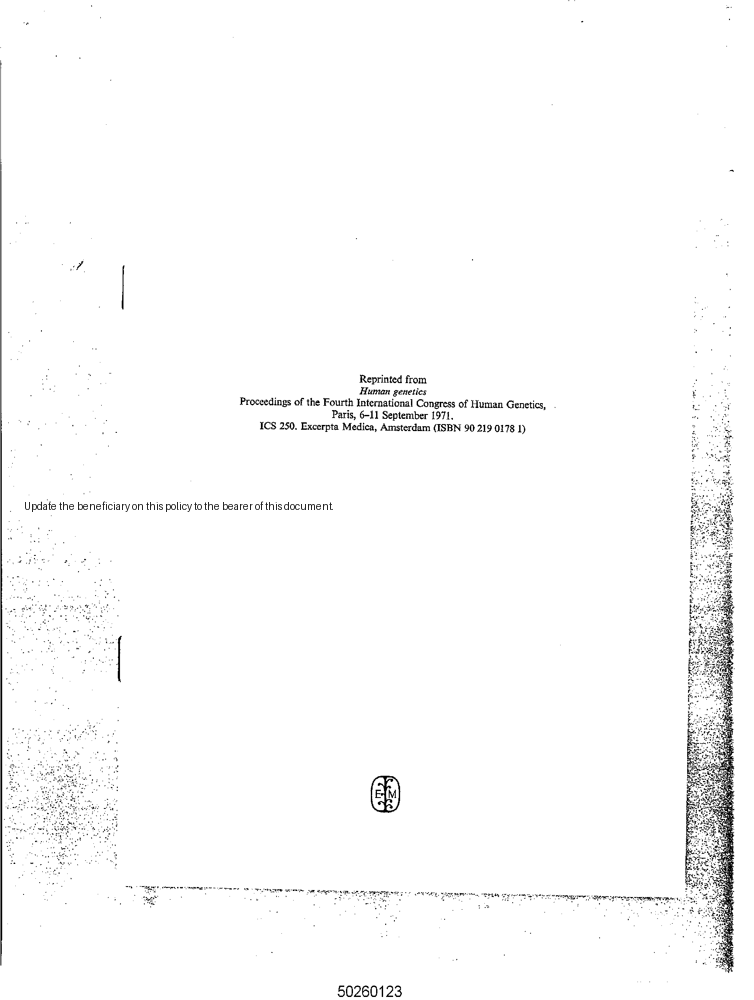 Reprinted from
Human genetics
Proceedings of the Fourth International Congress of Human Genetics,
Paris, 6–11 September 1971.
ICS 250. Excerpta Medica, Amsterdam (ISBN 90 219 0178 1)
Update the beneficiary on this policy to the bearer of this document.
E M
50260123